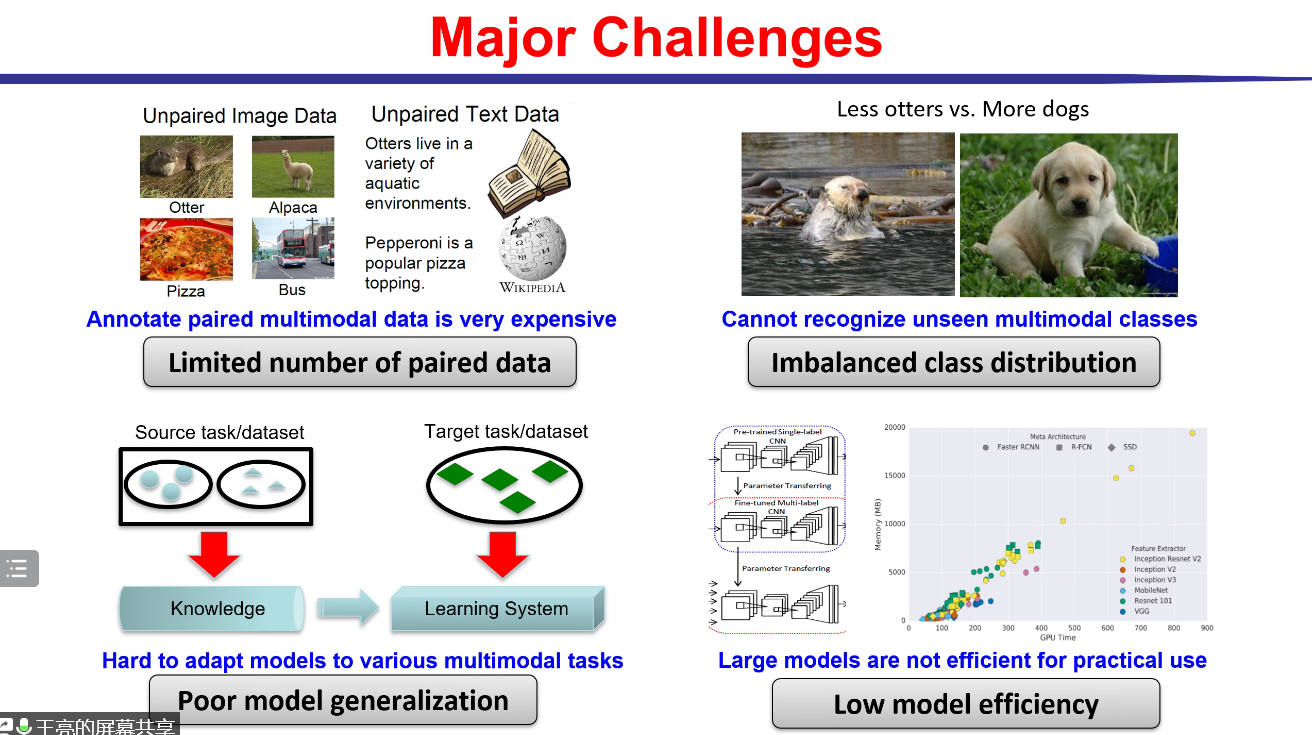 Major Challenges
Unpaired Image Data
Unpaired Text Data
Otter
Alpaca
Pizza
Bus
Otters live in a
variety of
aquatic
environments.
Pepperoni is a
popular pizza
topping.
WIKIPEDIA
Annotate paired multimodal data is very expensive
Limited number of paired data
Less otters vs. More dogs
Cannot recognize unseen multimodal classes
Imbalanced class distribution
Source task/dataset
Target task/dataset
Knowledge
Learning System
Hard to adapt models to various multimodal tasks
Poor model generalization
Pre-trained Single-label
CNN
Parameter Transferring
Fine-tuned Multi-label
CNN
Parameter Transferring
Meta Architecture
Faster RCNN
R-FCN
SSD
Memory (MB)
20000
15000
10000
5000
0
0 100 200 300 400 500 600 700 800 900
GPU Time
Feature Extractor
Inception Resnet V2
Inception V2
Inception V3
MobileNet
Resnet 101
VGG
Large models are not efficient for practical use
Low model efficiency
王亮的屏幕共享